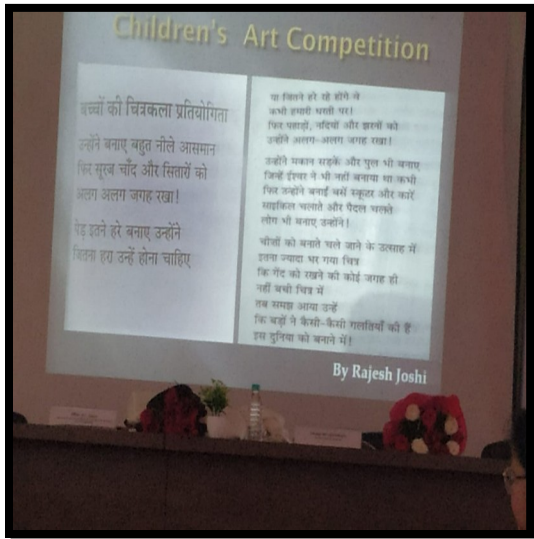 Children's Art Competition
बच्चों की चित्रकला प्रतियोगिता
उन्होंने बनाए बहुत नीले आसमान
फिर सूरज चाँद और सितारों को
अलग अलग जगह रखा!
पेड़ इतने हरे बनाए उन्होंने
जितना हरा उन्हें होना चाहिए
या जितने हरे रहे होंगे वे
कभी हमारी धरती पर!
फिर पहाड़ों, नदियों और झरनों को
उन्होंने अलग-अलग जगह रखा!
उन्होंने मकान सड़कें और पुल भी बनाए
जिन्हें ईश्वर ने भी नहीं बनाया था कभी
फिर उन्होंने बनाईं बसें स्कूटर और कारें
साइकिल चलाते और पैदल चलते
लोग भी बनाए उन्होंने!
चीजों को बनाते चले जाने के उत्साह में
इतना ज्यादा भर गया चित्र
कि गेंद को रखने की कोई जगह ही
नहीं बची चित्र में
तब समझ आया उन्हें
कि बड़ों ने कैसी-कैसी गलतियाँ की हैं
इस दुनिया को बनाने में!
By Rajesh Joshi